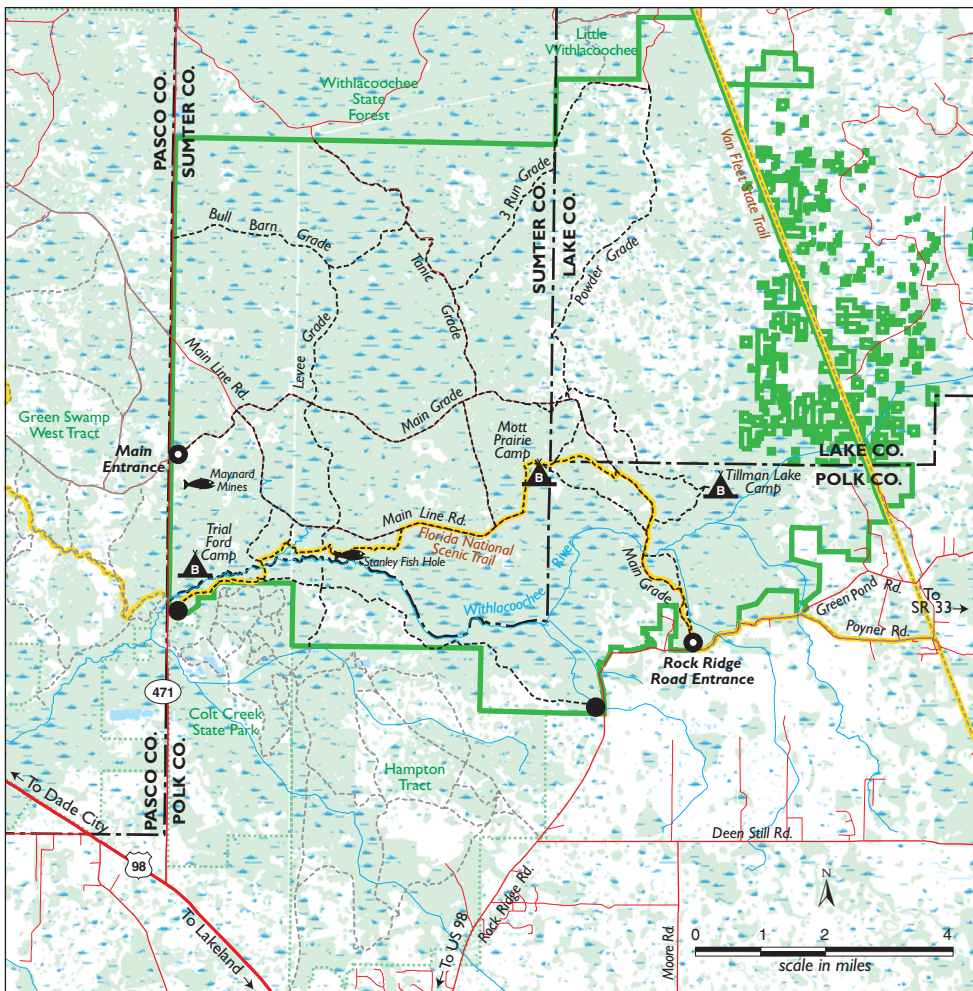 Little
Withlacoochee
Withlacoochee
State
Forest
PASCO CO.
SUMTER CO.
SUMTER CO.
LAKE CO.
Van Fleet State Trail
3 Run Grade
Bull Barn Grade
Tanic Grade
Powder Grade
Levee Grade
Main Line Rd.
Main Grade
Green Swamp
West Tract
Main
Entrance
Maynard
Mines
Mott
Prairie
Camp
B
LAKE CO.
POLK CO.
B
Tillman Lake
Camp
Trial
Ford
Camp
B
Main Line Rd.
Florida National
Scenic Trail
Stanley Fish Hole
Withlacoochee River
Main Grade
Green Pond Rd.
To
SR 33
Poyner Rd.
Rock Ridge
Road Entrance
471
Colt Creek
State Park
PASCO CO.
POLK CO.
Hampton
Tract
To Dade City
98
To Lakeland
Deen Still Rd.
Rock Ridge Rd.
To US 98
Moore Rd.
N
0 1 2 4
scale in miles